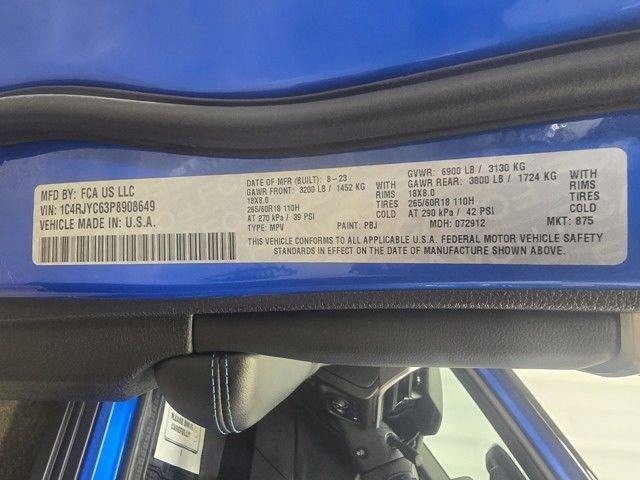 MFD BY: FCA US LLC
VIN: 1C4RJYC63P8908649
VEHICLE MADE IN: U.S.A.
DATE OF MFR (BUILT): 8-23
GAWR FRONT: 3200 LB / 1452 KG
18X8.0 RIMS
265/60R18 110H TIRES
AT 270 kPa / 39 PSI COLD
TYPE: MPV PAINT: PBJ
GVWR: 6900 LB / 3130 KG
GAWR REAR: 3800 LB / 1724 KG
WITH
18X8.0 RIMS
265/60R18 110H TIRES
AT 290 kPa / 42 PSI COLD
MDH: 072912 MKT: 875
THIS VEHICLE CONFORMS TO ALL APPLICABLE U.S.A. FEDERAL MOTOR VEHICLE SAFETY
STANDARDS IN EFFECT ON THE DATE OF MANUFACTURE SHOWN ABOVE.